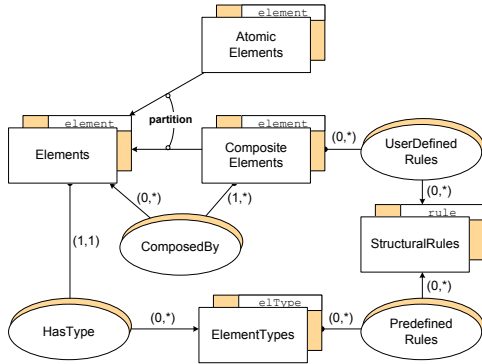 element
Atomic
Elements
partition
element
Elements
element
Composite
Elements
(0,*)
UserDefined
Rules
(0,*)
(1,*)
(0,*)
(1,1)
ComposedBy
rule
StructuralRules
(0,*)
HasType
(0,*)
elType
ElementTypes
(0,*)
Predefined
Rules